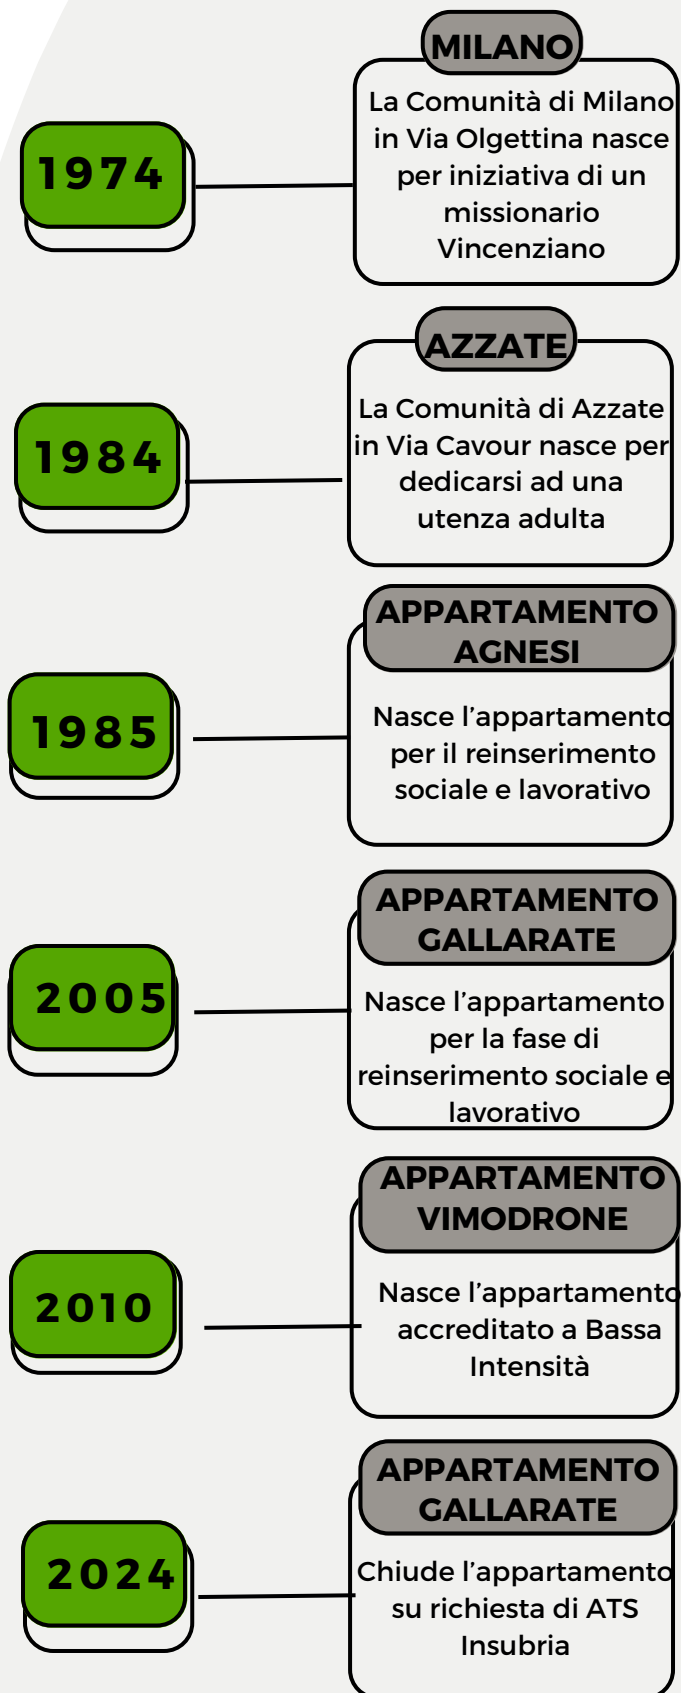 MILANO
1974
La Comunità di Milano
in Via Olgettina nasce
per iniziativa di un
missionario
Vincenziano
AZZATE
1984
La Comunità di Azzate
in Via Cavour nasce per
dedicarsi ad una
utenza adulta
APPARTAMENTO
AGNESI
1985
Nasce l’appartamento
per il reinserimento
sociale e lavorativo
APPARTAMENTO
GALLARATE
2005
Nasce l’appartamento
per la fase di
reinserimento sociale e
lavorativo
APPARTAMENTO
VIMODRONE
2010
Nasce l’appartamento
accreditato a Bassa
Intensità
APPARTAMENTO
GALLARATE
2024
Chiude l’appartamento
su richiesta di ATS
Insubria